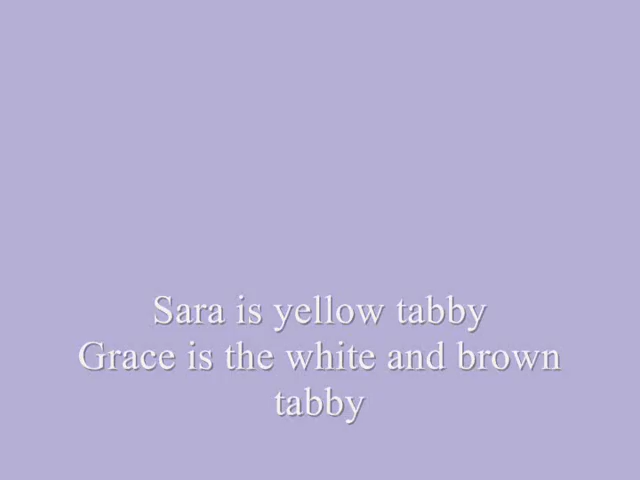 Sara is yellow tabby
Grace is the white and brown
tabby